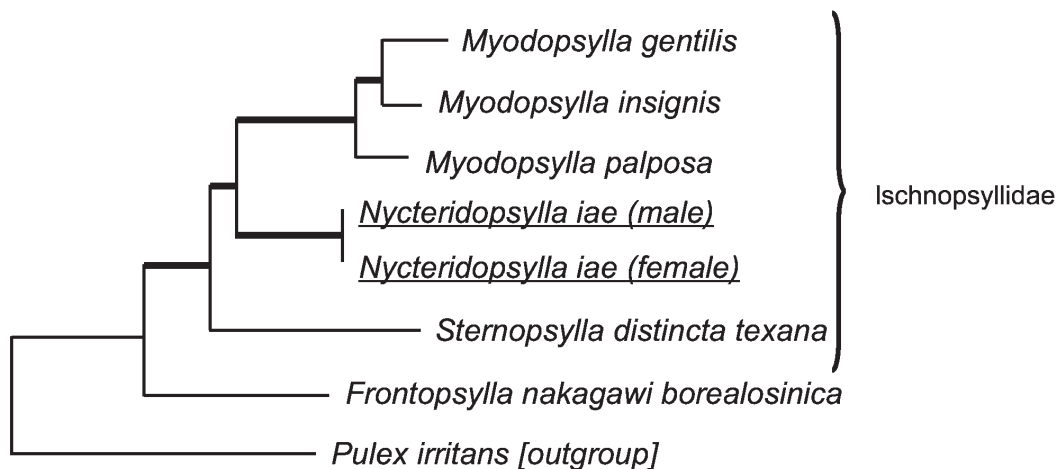 Myodopsylla gentilis
Myodopsylla insignis
Myodopsylla palposa
Nycteridopsylla iae (male)
Nycteridopsylla iae (female)
Sternopsylla distincta texana
Frontopsylla nakagawi borealosinica
Pulex irritans [outgroup]
Ischnopsyllidae